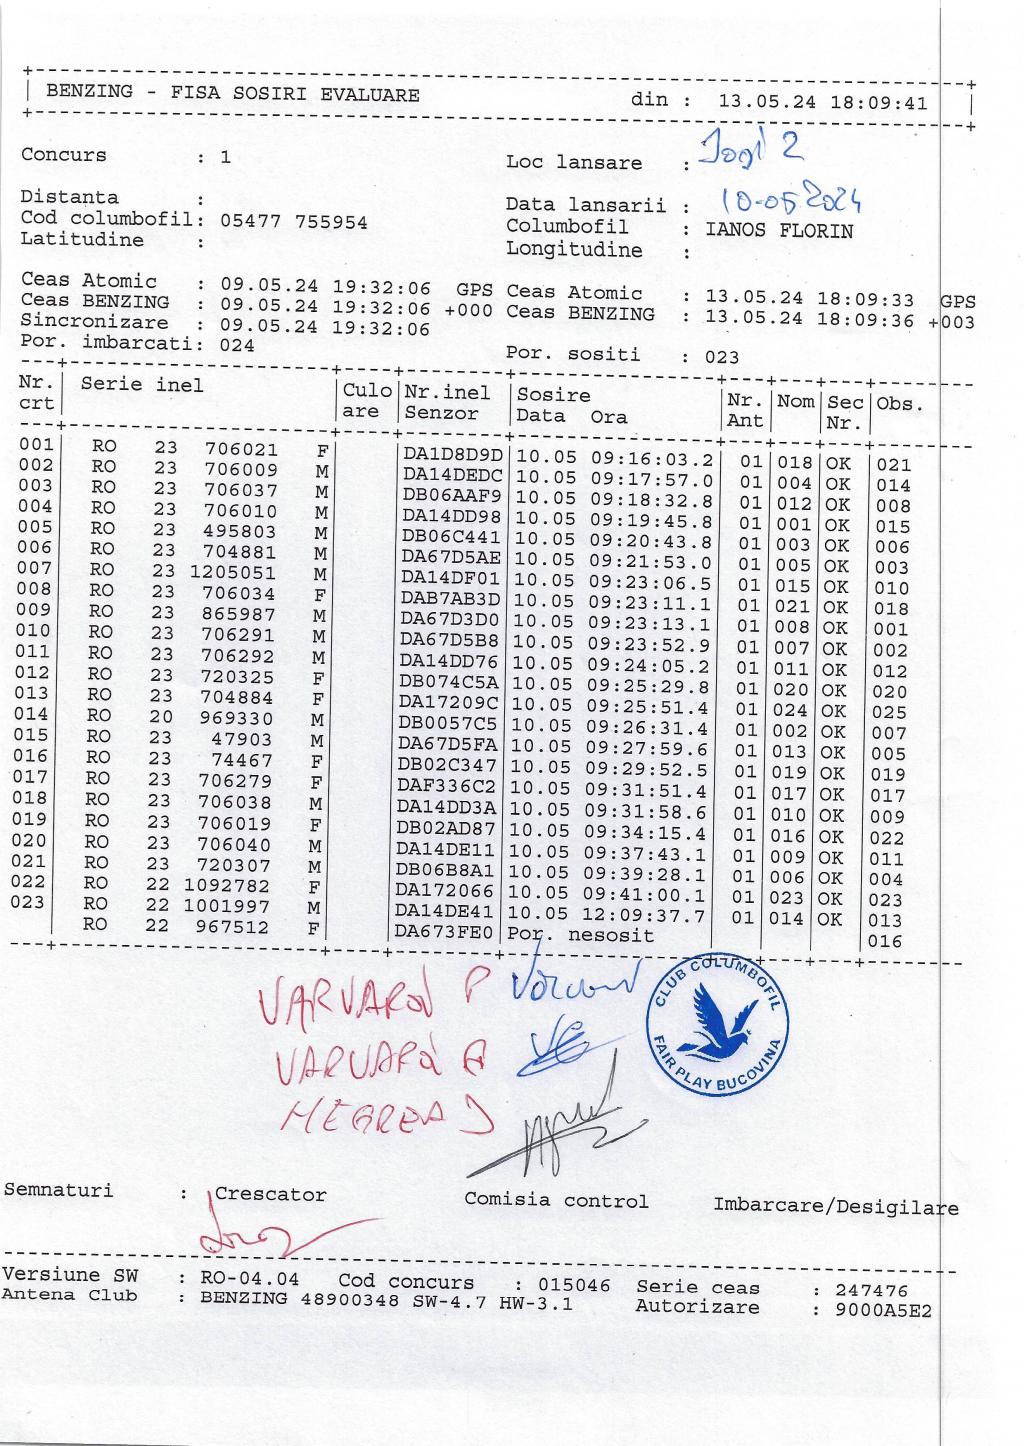 +--------------------------------------------------------------------------+
| BENZING - FISA SOSIRI EVALUARE din : 13.05.24 18:09:41 |
+--------------------------------------------------------------------------+
Concurs : 1 Loc lansare : Iași 2
Distanta : Data lansarii : 10-05-2024
Cod columbofil: 05477 755954 Columbofil : IANOS FLORIN
Latitudine : Longitudine :
Ceas Atomic : 09.05.24 19:32:06 GPS Ceas Atomic : 13.05.24 18:09:33 GPS
Ceas BENZING : 09.05.24 19:32:06 +000 Ceas BENZING : 13.05.24 18:09:36 +003
Sincronizare : 09.05.24 19:32:06
Por. imbarcati: 024 Por. sositi : 023
Nr. | Serie inel | Culo | Nr.inel | Sosire | Nr. | Nom | Sec | Obs.
crt | | are | Senzor | Data Ora | Ant | | Nr. |
001 | RO 23 706021 F | | DA1D8D9D | 10.05 09:16:03.2 | 01 | 018 | OK | 021
002 | RO 23 706009 M | | DA14DEDC | 10.05 09:17:57.0 | 01 | 004 | OK | 014
003 | RO 23 706037 M | | DB06AAF9 | 10.05 09:18:32.8 | 01 | 012 | OK | 008
004 | RO 23 706010 M | | DA14DD98 | 10.05 09:19:45.8 | 01 | 001 | OK | 015
005 | RO 23 495803 M | | DB06C441 | 10.05 09:20:43.8 | 01 | 003 | OK | 006
006 | RO 23 704881 M | | DA67D5AE | 10.05 09:21:53.0 | 01 | 005 | OK | 003
007 | RO 23 1205051 M | | DA14DF01 | 10.05 09:23:06.5 | 01 | 015 | OK | 010
008 | RO 23 706034 F | | DAB7AB3D | 10.05 09:23:11.1 | 01 | 021 | OK | 018
009 | RO 23 865987 M | | DA67D3D0 | 10.05 09:23:13.1 | 01 | 008 | OK | 001
010 | RO 23 706291 M | | DA67D5B8 | 10.05 09:23:52.9 | 01 | 007 | OK | 002
011 | RO 23 706292 M | | DA14DD76 | 10.05 09:24:05.2 | 01 | 011 | OK | 012
012 | RO 23 720325 F | | DB074C5A | 10.05 09:25:29.8 | 01 | 020 | OK | 020
013 | RO 23 704884 F | | DA17209C | 10.05 09:25:51.4 | 01 | 024 | OK | 025
014 | RO 20 969330 M | | DB0057C5 | 10.05 09:26:31.4 | 01 | 002 | OK | 007
015 | RO 23 47903 M | | DA67D5FA | 10.05 09:27:59.6 | 01 | 013 | OK | 005
016 | RO 23 74467 F | | DB02C347 | 10.05 09:29:52.5 | 01 | 019 | OK | 019
017 | RO 23 706279 F | | DAF336C2 | 10.05 09:31:51.4 | 01 | 017 | OK | 017
018 | RO 23 706038 M | | DA14DD3A | 10.05 09:31:58.6 | 01 | 010 | OK | 009
019 | RO 23 706019 F | | DB02AD87 | 10.05 09:34:15.4 | 01 | 016 | OK | 022
020 | RO 23 706040 M | | DA14DE11 | 10.05 09:37:43.1 | 01 | 009 | OK | 011
021 | RO 23 720307 M | | DB06B8A1 | 10.05 09:39:28.1 | 01 | 006 | OK | 004
022 | RO 22 1092782 F | | DA172066 | 10.05 09:41:00.1 | 01 | 023 | OK | 023
023 | RO 22 1001997 M | | DA14DE41 | 10.05 12:09:37.7 | 01 | 014 | OK | 013
| RO 22 967512 F | | DA673FE0 | Por. nesosit | | | | 016
VARVAROI P
VARVAROI A
NEGREA I
CLUB COLUMBOFIL
FAIR PLAY BUCOVINA
Semnaturi : Crescator Comisia control Imbarcare/Desigilare
Versiune SW : RO-04.04 Cod concurs : 015046 Serie ceas : 247476
Antena Club : BENZING 48900348 SW-4.7 HW-3.1 Autorizare : 9000A5E2